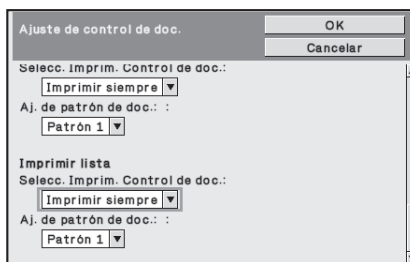 Ajuste de control de doc.
OK
Cancelar
Selecc. Imprim. Control de doc.:
Imprimir siempre
Aj. de patrón de doc.: :
Patrón 1
Imprimir lista
Selecc. Imprim. Control de doc.:
Imprimir siempre
Aj. de patrón de doc.: :
Patrón 1